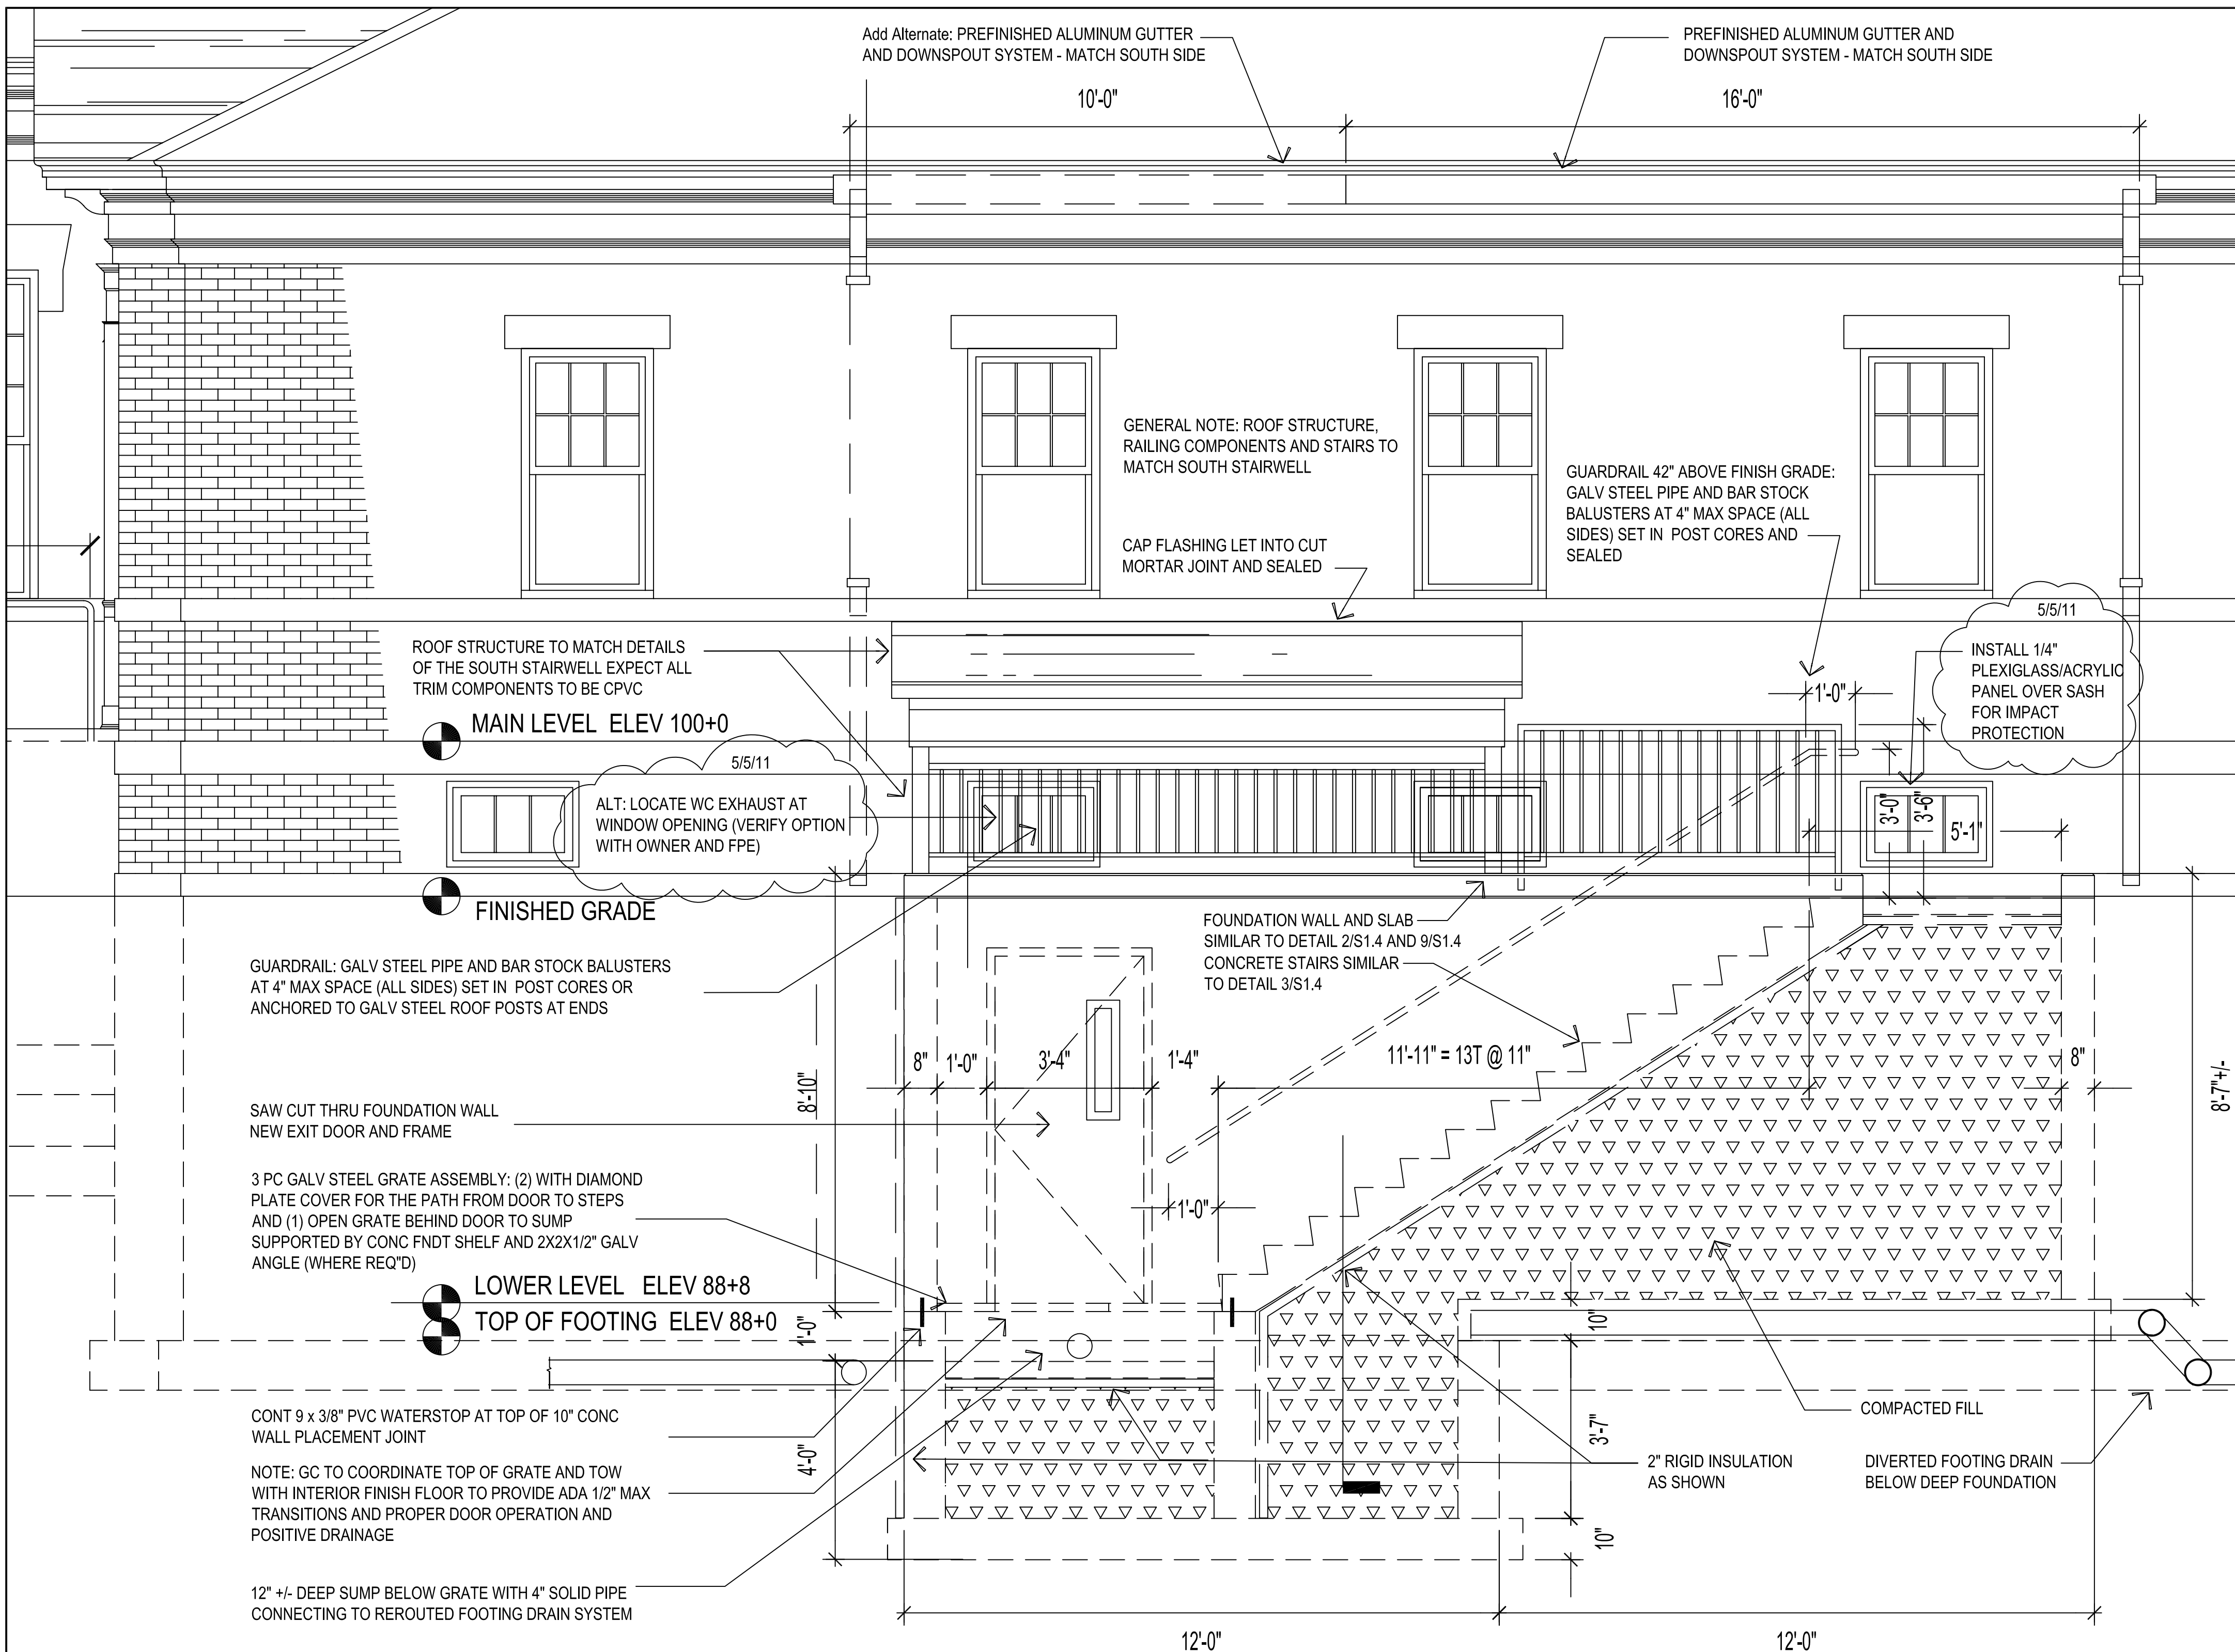 Add Alternate: PREFINISHED ALUMINUM GUTTER
AND DOWNSPOUT SYSTEM - MATCH SOUTH SIDE
PREFINISHED ALUMINUM GUTTER AND
DOWNSPOUT SYSTEM - MATCH SOUTH SIDE
10'-0"
16'-0"
GENERAL NOTE: ROOF STRUCTURE,
RAILING COMPONENTS AND STAIRS TO
MATCH SOUTH STAIRWELL
GUARDRAIL 42" ABOVE FINISH GRADE:
GALV STEEL PIPE AND BAR STOCK
BALUSTERS AT 4" MAX SPACE (ALL
SIDES) SET IN POST CORES AND
SEALED
CAP FLASHING LET INTO CUT
MORTAR JOINT AND SEALED
5/5/11
INSTALL 1/4"
PLEXIGLASS/ACRYLIC
PANEL OVER SASH
FOR IMPACT
PROTECTION
ROOF STRUCTURE TO MATCH DETAILS
OF THE SOUTH STAIRWELL EXPECT ALL
TRIM COMPONENTS TO BE CPVC
1'-0"
MAIN LEVEL ELEV 100+0
5/5/11
ALT: LOCATE WC EXHAUST AT
WINDOW OPENING (VERIFY OPTION
WITH OWNER AND FPE)
3'-0"
3'-6"
5'-1"
FINISHED GRADE
FOUNDATION WALL AND SLAB
SIMILAR TO DETAIL 2/S1.4 AND 9/S1.4
CONCRETE STAIRS SIMILAR
TO DETAIL 3/S1.4
GUARDRAIL: GALV STEEL PIPE AND BAR STOCK BALUSTERS
AT 4" MAX SPACE (ALL SIDES) SET IN POST CORES OR
ANCHORED TO GALV STEEL ROOF POSTS AT ENDS
8'-10"
8"
1'-0"
3'-4"
1'-4"
11'-11" = 13T @ 11"
8"
8'-7"+/-
SAW CUT THRU FOUNDATION WALL
NEW EXIT DOOR AND FRAME
3 PC GALV STEEL GRATE ASSEMBLY: (2) WITH DIAMOND
PLATE COVER FOR THE PATH FROM DOOR TO STEPS
AND (1) OPEN GRATE BEHIND DOOR TO SUMP
SUPPORTED BY CONC FNDT SHELF AND 2X2X1/2" GALV
ANGLE (WHERE REQ"D)
1'-0"
LOWER LEVEL ELEV 88+8
TOP OF FOOTING ELEV 88+0
1'-0"
10"
CONT 9 x 3/8" PVC WATERSTOP AT TOP OF 10" CONC
WALL PLACEMENT JOINT
COMPACTED FILL
4'-0"
3'-7"
NOTE: GC TO COORDINATE TOP OF GRATE AND TOW
WITH INTERIOR FINISH FLOOR TO PROVIDE ADA 1/2" MAX
TRANSITIONS AND PROPER DOOR OPERATION AND
POSITIVE DRAINAGE
2" RIGID INSULATION
AS SHOWN
DIVERTED FOOTING DRAIN
BELOW DEEP FOUNDATION
10"
12" +/- DEEP SUMP BELOW GRATE WITH 4" SOLID PIPE
CONNECTING TO REROUTED FOOTING DRAIN SYSTEM
12'-0"
12'-0"